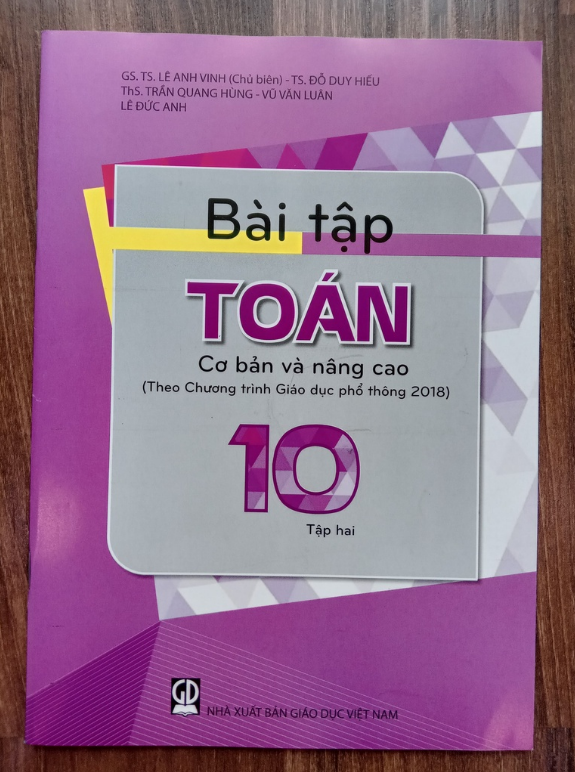 GS. TS. LÊ ANH VINH (Chủ biên) - TS. ĐỖ DUY HIẾU
ThS. TRẦN QUANG HÙNG - VŨ VĂN LUÂN
LÊ ĐỨC ANH
Bài tập
TOÁN
Cơ bản và nâng cao
(Theo Chương trình Giáo dục phổ thông 2018)
10
Tập hai
GD
NHÀ XUẤT BẢN GIÁO DỤC VIỆT NAM